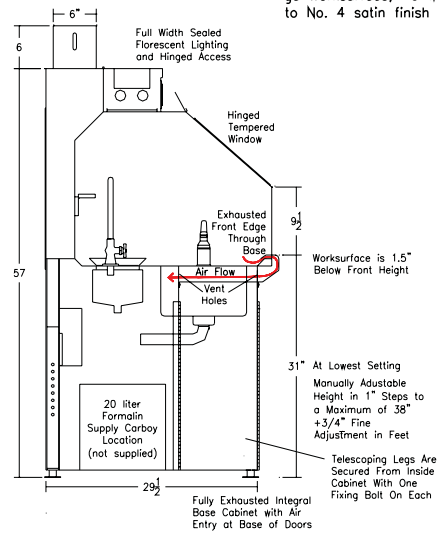 to No. 4 satin finish
6"
6
Full Width Sealed
Florescent Lighting
and Hinged Access
Hinged
Tempered
Window
Exhausted
Front Edge
Through
Base
9 1/2
Air Flow
Worksurface is 1.5"
Below Front Height
57
Vent
Holes
31" At Lowest Setting
Manually Adustable
Height in 1" Steps to
a Maximum of 38"
+3/4" Fine
Adjustment in Feet
20 liter
Formalin
Supply Carboy
Location
(not supplied)
Telescoping Legs Are
Secured From Inside
Cabinet With One
Fixing Bolt On Each
29 1/2
Fully Exhausted Integral
Base Cabinet with Air
Entry at Base of Doors